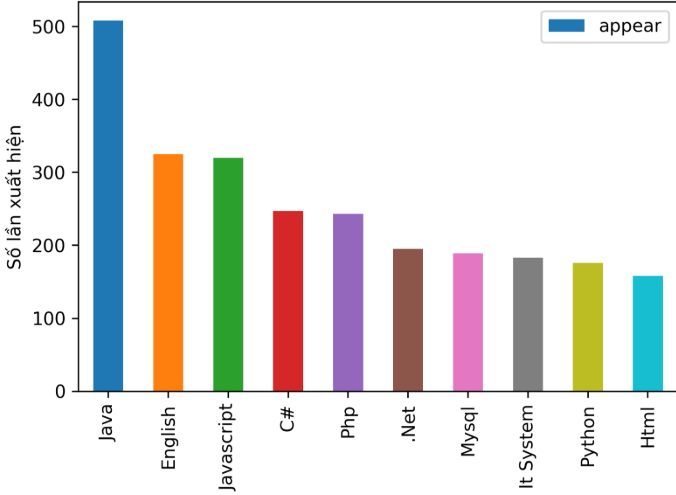 appear
Số lần xuất hiện
500
400
300
200
100
0
Java
English
Javascript
C#
Php
.Net
Mysql
It System
Python
Html